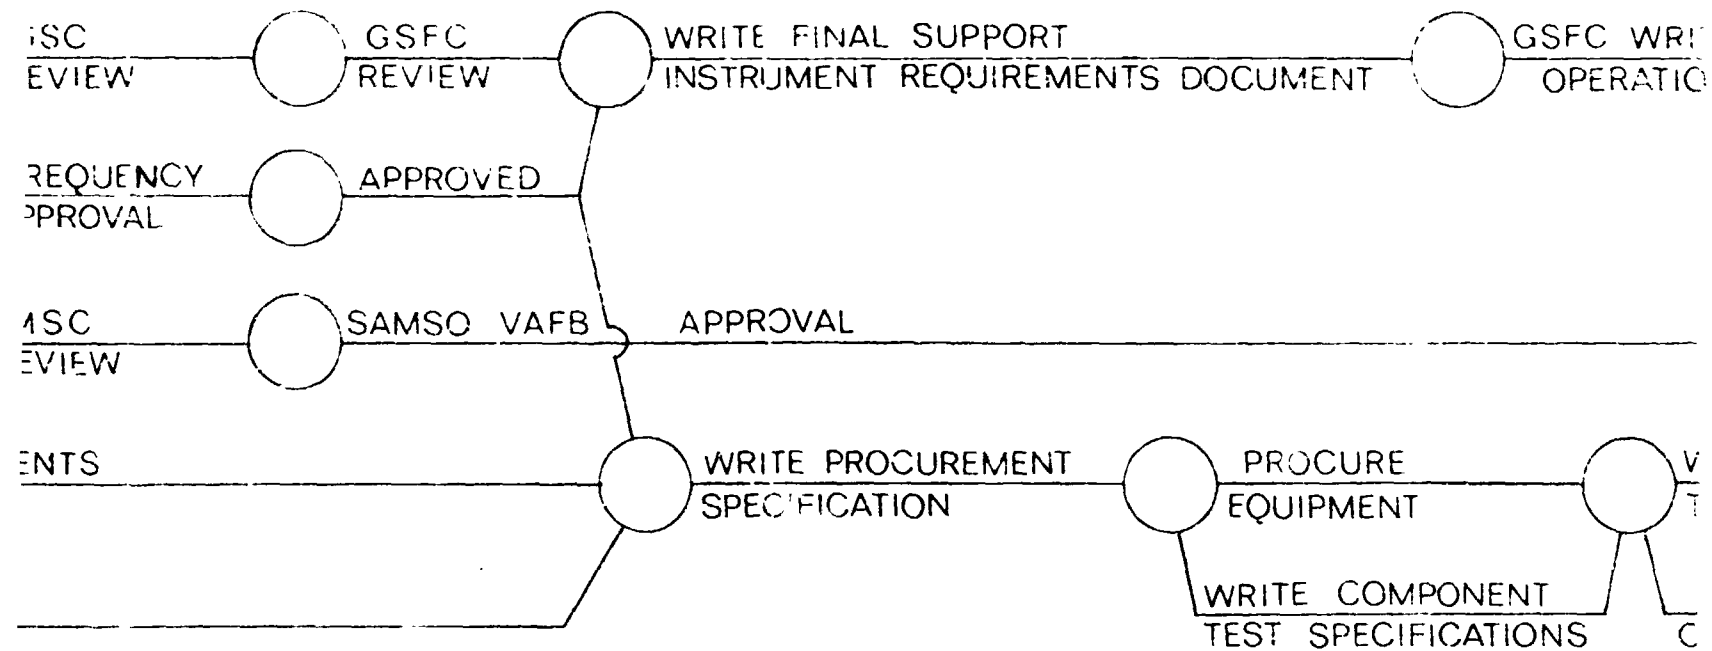 GSFC
REVIEW
WRITE FINAL SUPPORT
INSTRUMENT REQUIREMENTS DOCUMENT
GSFC
APPROVED
SAMSO VAFB APPROVAL
WRITE PROCUREMENT
SPECIFICATION
PROCURE
EQUIPMENT
WRITE COMPONENT
TEST SPECIFICATIONS